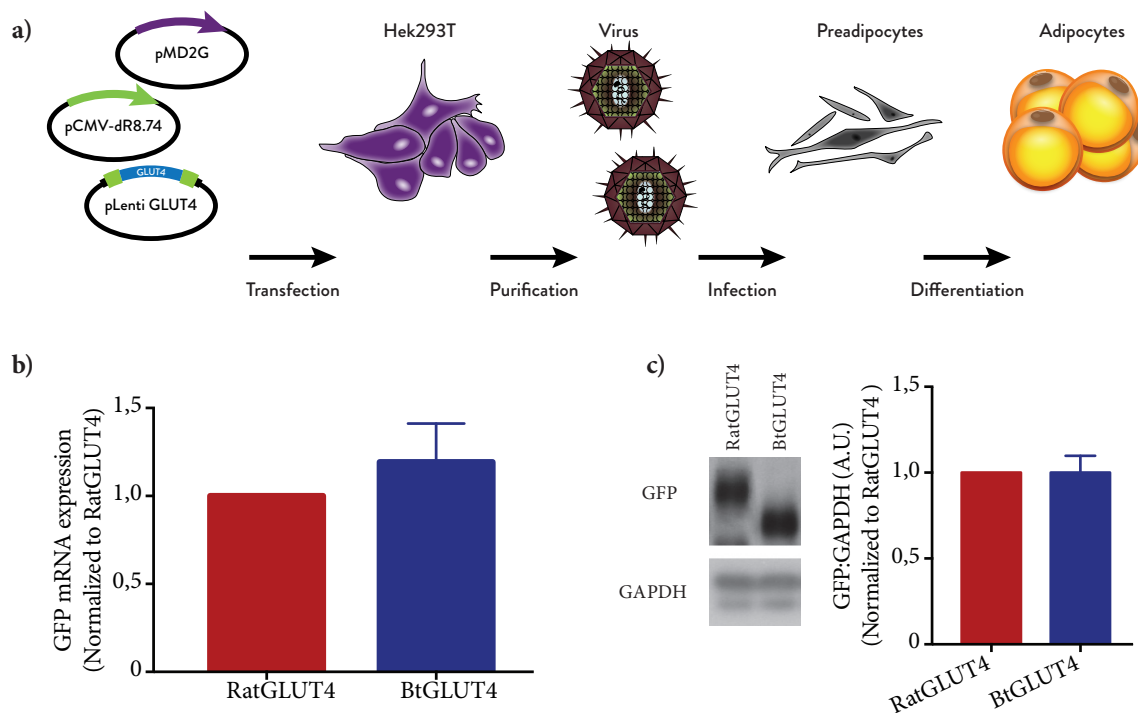 a)
Hek293T
Virus
Preadipocytes
Adipocytes
pMD2G
pCMV-dR8.74
GLUT4
pLenti GLUT4
Transfection
Purification
Infection
Differentiation
b)
GFP mRNA expression
(Normalized to RatGLUT4)
1,5
1,0
0,5
0
RatGLUT4
BtGLUT4
c)
RatGLUT4
BtGLUT4
GFP
GAPDH
GFP:GAPDH (A.U.)
(Normalized to RatGLUT4 )
1,5
1,0
0,5
0
RatGLUT4
BtGLUT4